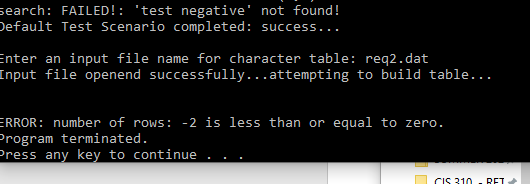 search: FAILED!: 'test negative' not found!
Default Test Scenario completed: success...
Enter an input file name for character table: req2.dat
Input file openend successfully...attempting to build table...
ERROR: number of rows: -2 is less than or equal to zero.
Program terminated.
Press any key to continue . . .
CIS 310 - RET